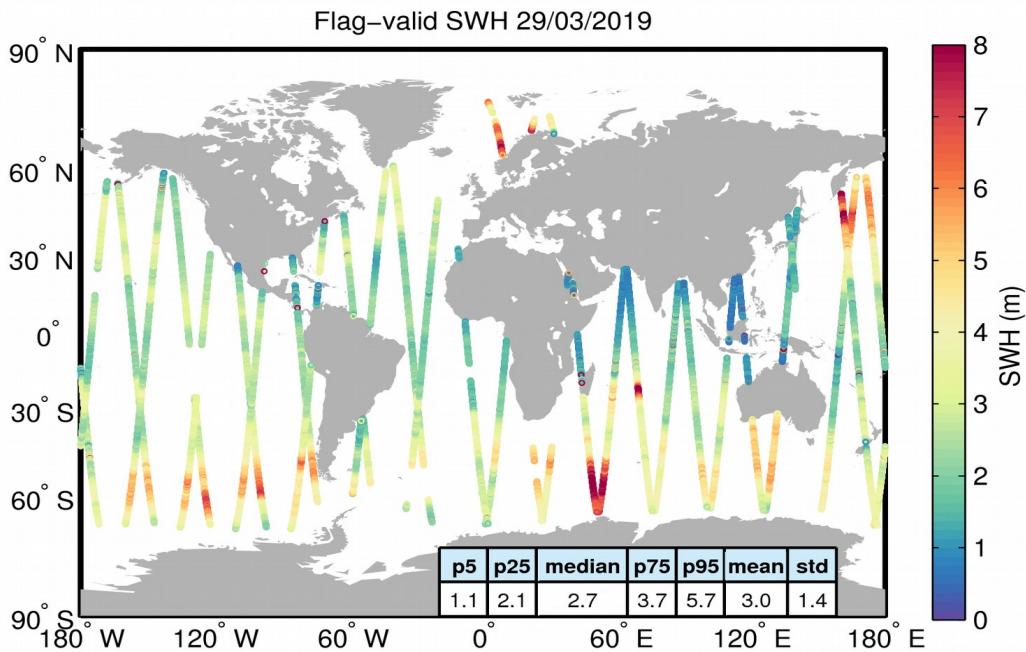 Flag−valid SWH 29/03/2019
90° N
60° N
30° N
0°
30° S
60° S
90° S
180° W
120° W
60° W
0°
60° E
120° E
180° E
p5 p25 median p75 p95 mean std
1.1 2.1 2.7 3.7 5.7 3.0 1.4
8
7
6
5
4
3
2
1
0
SWH (m)